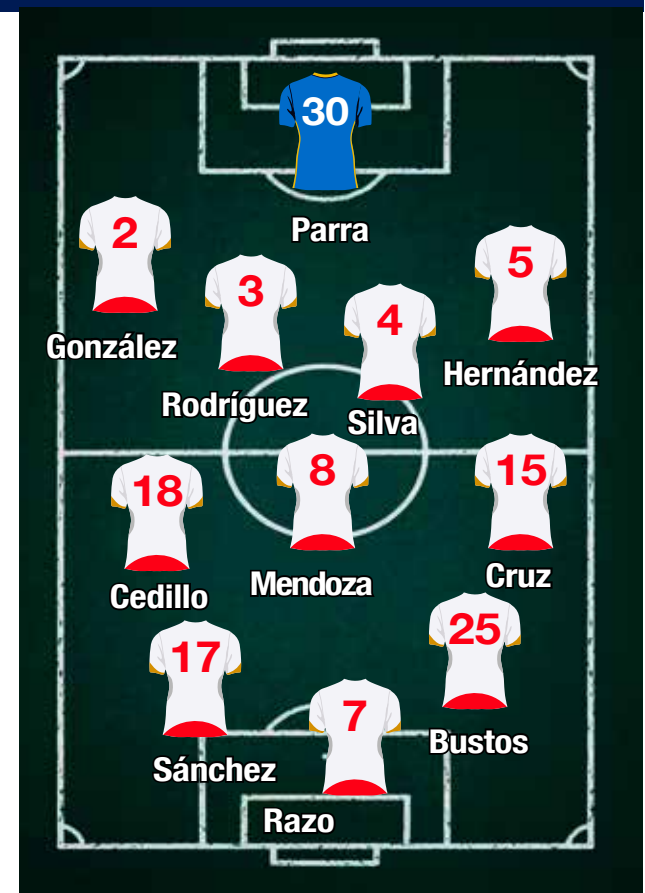 30
Parra
2
González
3
Rodríguez
4
Silva
5
Hernández
18
Cedillo
8
Mendoza
15
Cruz
17
Sánchez
7
Razo
25
Bustos